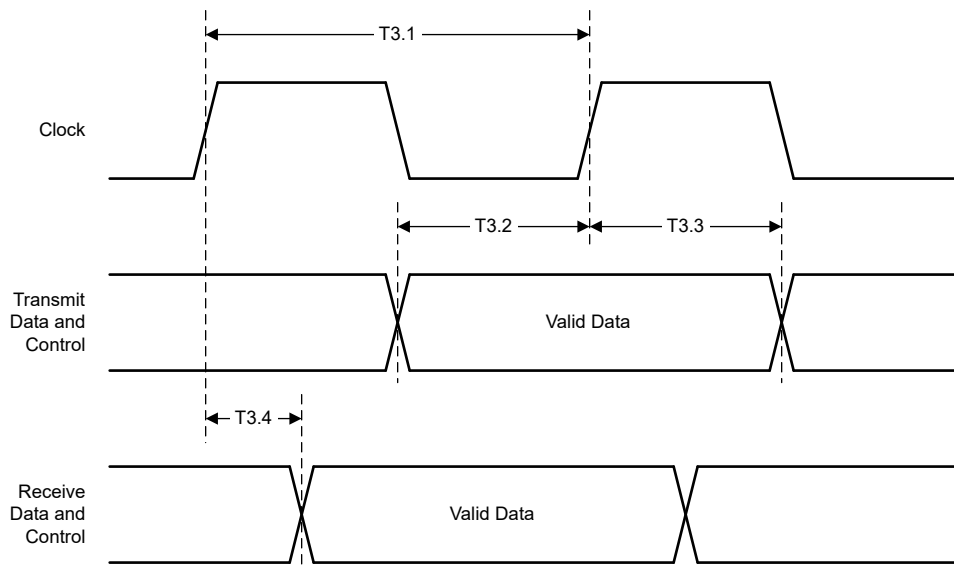 T3.1
Clock
T3.2
T3.3
Transmit
Data and
Control
Valid Data
T3.4
Receive
Data and
Control
Valid Data